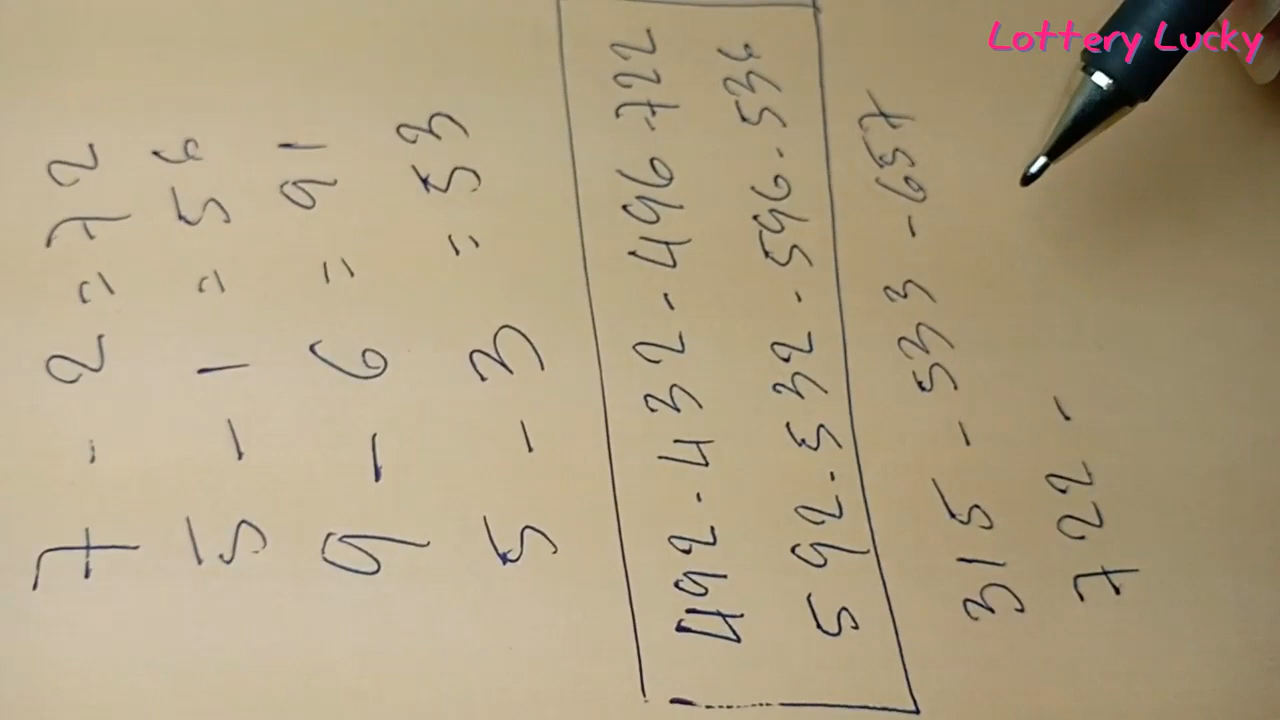 Lottery Lucky
7 - 2 = 72
5 - 1 = 56
9 - 6 = 91
5 - 3 = 53
492 - 432 - 496 - 722
592 - 532 - 596 - 536
315 - 533 - 657
722 -